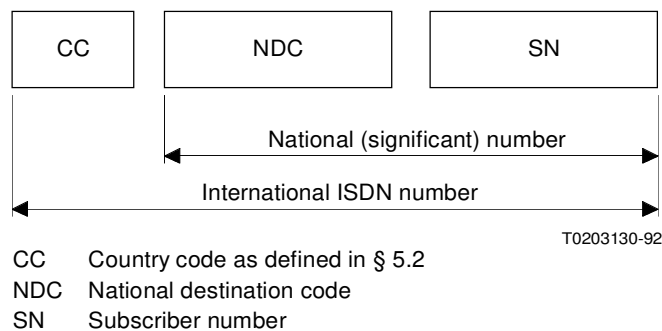 CC NDC SN
National (significant) number
International ISDN number
T0203130-92
CC Country code as defined in § 5.2
NDC National destination code
SN Subscriber number